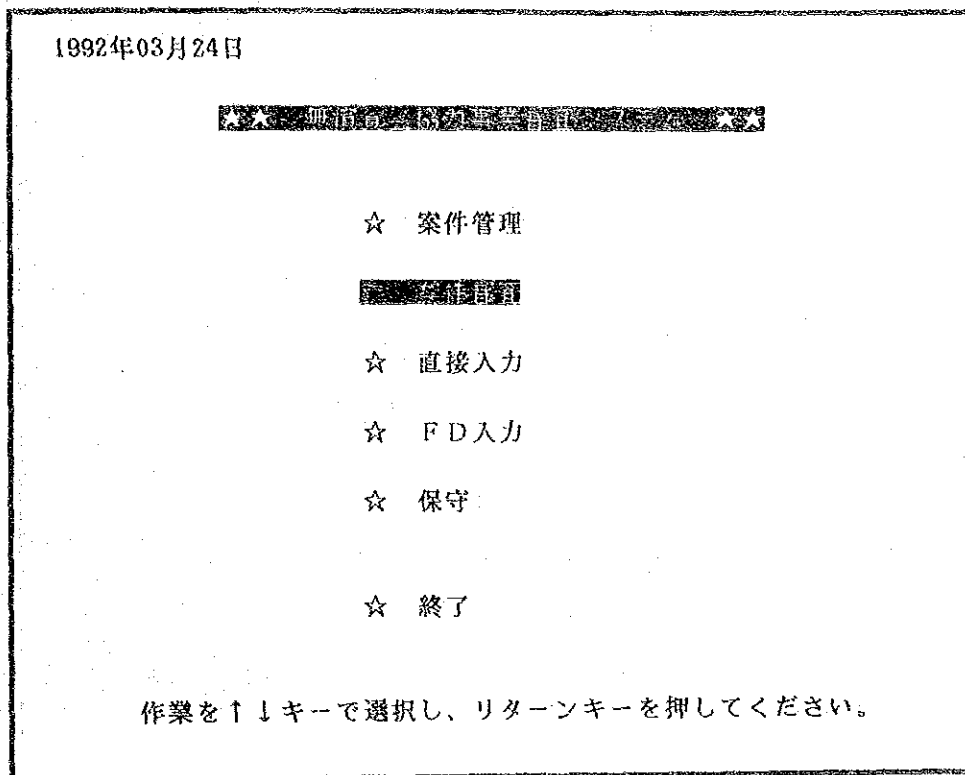 1992年03月24日
★★ ★★
☆ 案件管理
☆ 直接入力
☆ FD入力
☆ 保守
☆ 終了
作業を↑↓キーで選択し、リターンキーを押してください。